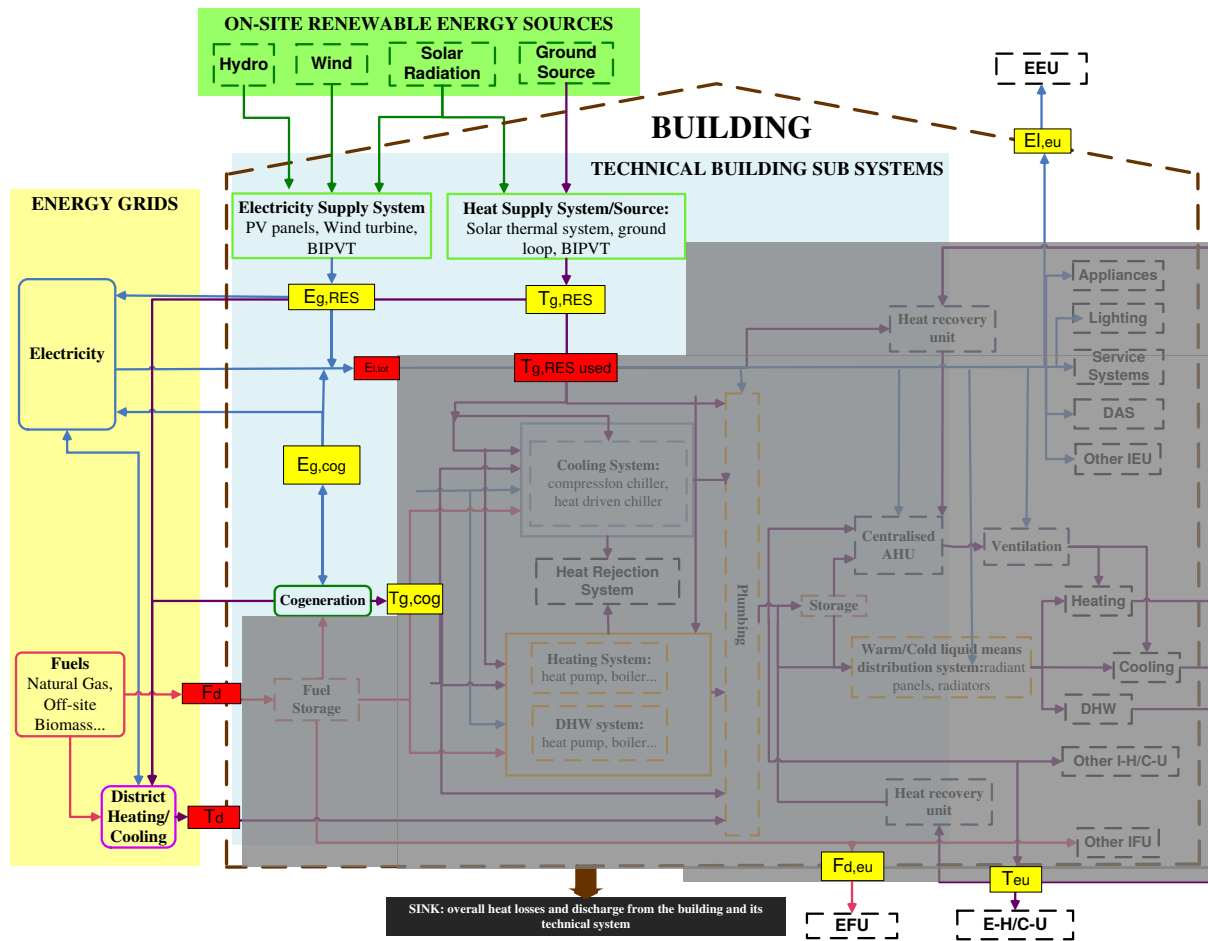 ON-SITE RENEWABLE ENERGY SOURCES
Hydro
Wind
Solar
Radiation
Ground
Source
EEU
BUILDING
EI,eu
TECHNICAL BUILDING SUB SYSTEMS
ENERGY GRIDS
Electricity Supply System
PV panels, Wind turbine,
BIPVT
Heat Supply System/Source:
Solar thermal system, ground
loop, BIPVT
Eg,RES
Tg,RES
Appliances
Heat recovery
unit
Lighting
Electricity
EI,tot
Tg,RES used
Service
Systems
DAS
Eg,cog
Cooling System:
compression chiller,
heat driven chiller
Other IEU
Centralised
AHU
Ventilation
Heat Rejection
System
Plumbing
Cogeneration
Tg,cog
Storage
Heating
Fuels
Natural Gas,
Off-site
Biomass...
Fd
Fuel
Storage
Heating System:
heat pump, boiler...
Warm/Cold liquid means
distribution system:radiant
panels, radiators
Cooling
DHW system:
heat pump, boiler...
DHW
Other I-H/C-U
District
Heating/
Cooling
Td
Heat recovery
unit
Other IFU
Fd,eu
Teu
SINK: overall heat losses and discharge from the building and its
technical system
EFU
E-H/C-U